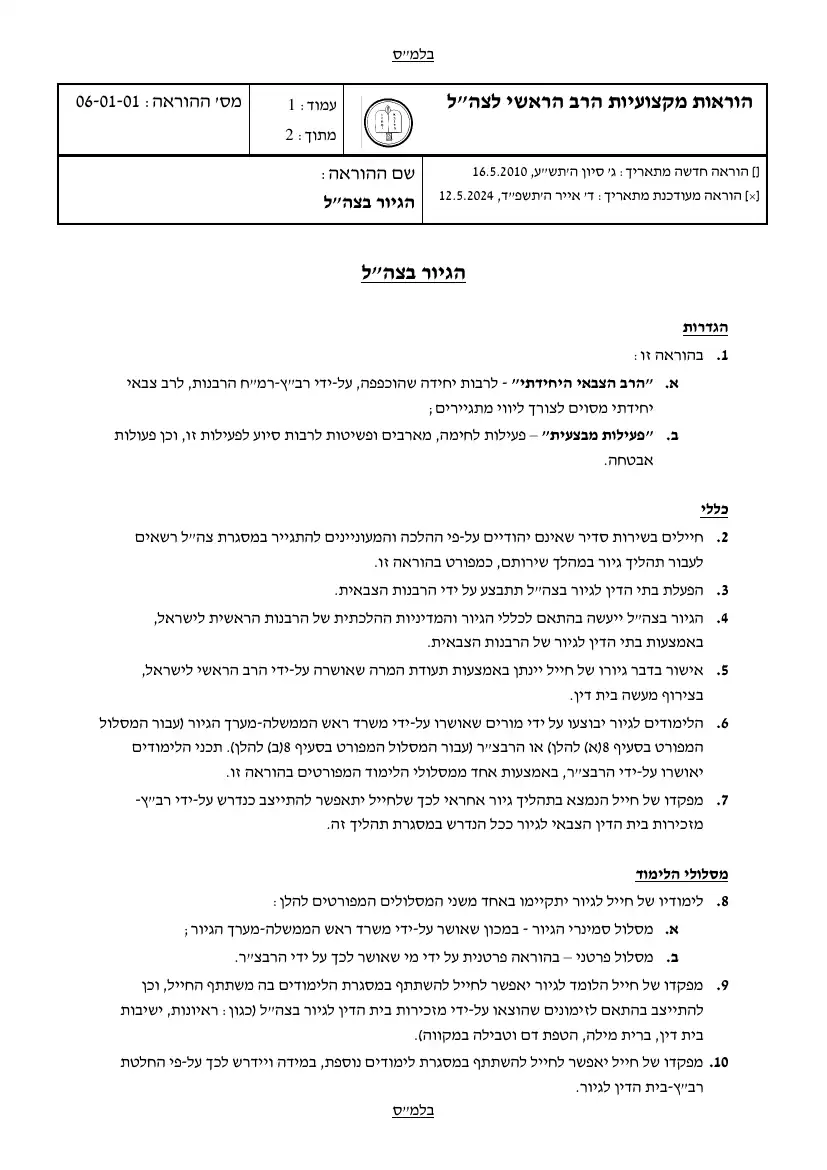 בלמ"ס
הוראות מקצועיות הרב הראשי לצה"ל
עמוד: 1
מתוך: 2
מס' ההוראה: 06-01-01
[] הוראה חדשה מתאריך: ג' סיון ה'תש"ע, 16.5.2010
[×] הוראה מעודכנת מתאריך: ד' אייר ה'תשפ"ד, 12.5.2024
שם ההוראה:
הגיור בצה"ל
הגיור בצה"ל
הגדרות
1. בהוראה זו:
א. "הרב הצבאי היחידתי" - לרבות יחידה שהוכפפה, על-ידי רב"ץ-רמ"ח הרבנות, לרב צבאי
יחידתי מסוים לצורך ליווי מתגיירים;
ב. "פעילות מבצעית" – פעילות לחימה, מארבים ופשיטות לרבות סיוע לפעילות זו, וכן פעולות
אבטחה.
כללי
2. חיילים בשירות סדיר שאינם יהודיים על-פי ההלכה והמעוניינים להתגייר במסגרת צה"ל רשאים
לעבור תהליך גיור במהלך שירותם, כמפורט בהוראה זו.
3. הפעלת בתי הדין לגיור בצה"ל תתבצע על ידי הרבנות הצבאית.
4. הגיור בצה"ל ייעשה בהתאם לכללי הגיור והמדיניות ההלכתית של הרבנות הראשית לישראל,
באמצעות בתי הדין לגיור של הרבנות הצבאית.
5. אישור בדבר גיורו של חייל יינתן באמצעות תעודת המרה שאושרה על-ידי הרב הראשי לישראל,
בצירוף מעשה בית דין.
6. הלימודים לגיור יבוצעו על ידי מורים שאושרו על-ידי משרד ראש הממשלה-מערך הגיור (עבור המסלול
המפורט בסעיף 8(א) להלן) או הרבצ"ר (עבור המסלול המפורט בסעיף 8(ב) להלן). תכני הלימודים
יאושרו על-ידי הרבצ"ר, באמצעות אחד ממסלולי הלימוד המפורטים בהוראה זו.
7. מפקדו של חייל הנמצא בתהליך גיור אחראי לכך שלחייל יתאפשר להתייצב כנדרש על-ידי רב"ץ-
מזכירות בית הדין הצבאי לגיור ככל הנדרש במסגרת תהליך זה.
מסלולי הלימוד
8. לימודיו של חייל לגיור יתקיימו באחד משני המסלולים המפורטים להלן:
א. מסלול סמינרי הגיור - במכון שאושר על-ידי משרד ראש הממשלה-מערך הגיור;
ב. מסלול פרטני – בהוראה פרטנית על ידי מי שאושר לכך על ידי הרבצ"ר.
9. מפקדו של חייל הלומד לגיור יאפשר לחייל להשתתף במסגרת הלימודים בה משתתף החייל, וכן
להתייצב בהתאם לזימונים שהוצאו על-ידי מזכירות בית הדין לגיור בצה"ל (כגון: ראיונות, ישיבות
בית דין, ברית מילה, הטפת דם וטבילה במקווה).
10. מפקדו של חייל יאפשר לחייל להשתתף במסגרת לימודים נוספת, במידה ויידרש לכך על-פי החלטת
רב"ץ-בית הדין לגיור.
בלמ"ס